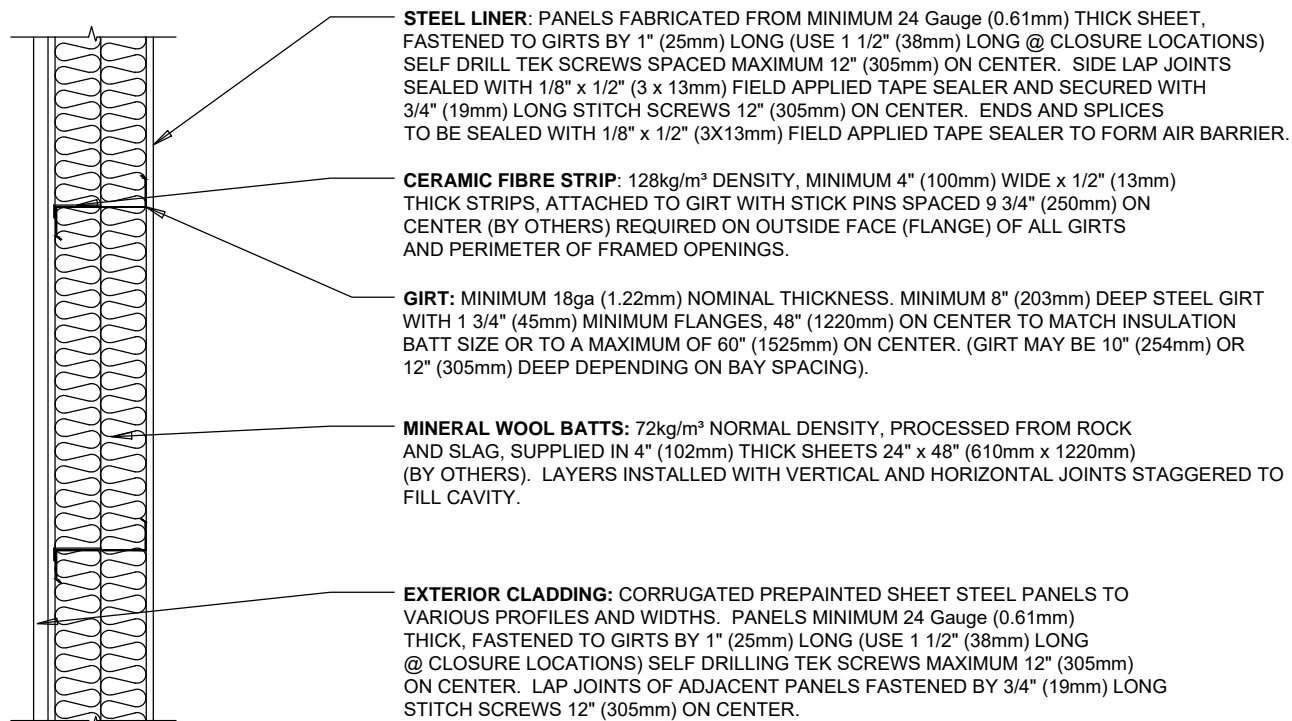 STEEL LINER: PANELS FABRICATED FROM MINIMUM 24 Gauge (0.61mm) THICK SHEET,
FASTENED TO GIRTS BY 1" (25mm) LONG (USE 1 1/2" (38mm) LONG @ CLOSURE LOCATIONS)
SELF DRILL TEK SCREWS SPACED MAXIMUM 12" (305mm) ON CENTER. SIDE LAP JOINTS
SEALED WITH 1/8" x 1/2" (3 x 13mm) FIELD APPLIED TAPE SEALER AND SECURED WITH
3/4" (19mm) LONG STITCH SCREWS 12" (305mm) ON CENTER. ENDS AND SPLICES
TO BE SEALED WITH 1/8" x 1/2" (3X13mm) FIELD APPLIED TAPE SEALER TO FORM AIR BARRIER.
CERAMIC FIBRE STRIP: 128kg/m³ DENSITY, MINIMUM 4" (100mm) WIDE x 1/2" (13mm)
THICK STRIPS, ATTACHED TO GIRT WITH STICK PINS SPACED 9 3/4" (250mm) ON
CENTER (BY OTHERS) REQUIRED ON OUTSIDE FACE (FLANGE) OF ALL GIRTS
AND PERIMETER OF FRAMED OPENINGS.
GIRT: MINIMUM 18ga (1.22mm) NOMINAL THICKNESS. MINIMUM 8" (203mm) DEEP STEEL GIRT
WITH 1 3/4" (45mm) MINIMUM FLANGES, 48" (1220mm) ON CENTER TO MATCH INSULATION
BATT SIZE OR TO A MAXIMUM OF 60" (1525mm) ON CENTER. (GIRT MAY BE 10" (254mm) OR
12" (305mm) DEEP DEPENDING ON BAY SPACING).
MINERAL WOOL BATTS: 72kg/m³ NORMAL DENSITY, PROCESSED FROM ROCK
AND SLAG, SUPPLIED IN 4" (102mm) THICK SHEETS 24" x 48" (610mm x 1220mm)
(BY OTHERS). LAYERS INSTALLED WITH VERTICAL AND HORIZONTAL JOINTS STAGGERED TO
FILL CAVITY.
EXTERIOR CLADDING: CORRUGATED PREPAINTED SHEET STEEL PANELS TO
VARIOUS PROFILES AND WIDTHS. PANELS MINIMUM 24 Gauge (0.61mm)
THICK, FASTENED TO GIRTS BY 1" (25mm) LONG (USE 1 1/2" (38mm) LONG
@ CLOSURE LOCATIONS) SELF DRILLING TEK SCREWS MAXIMUM 12" (305mm)
ON CENTER. LAP JOINTS OF ADJACENT PANELS FASTENED BY 3/4" (19mm) LONG
STITCH SCREWS 12" (305mm) ON CENTER.